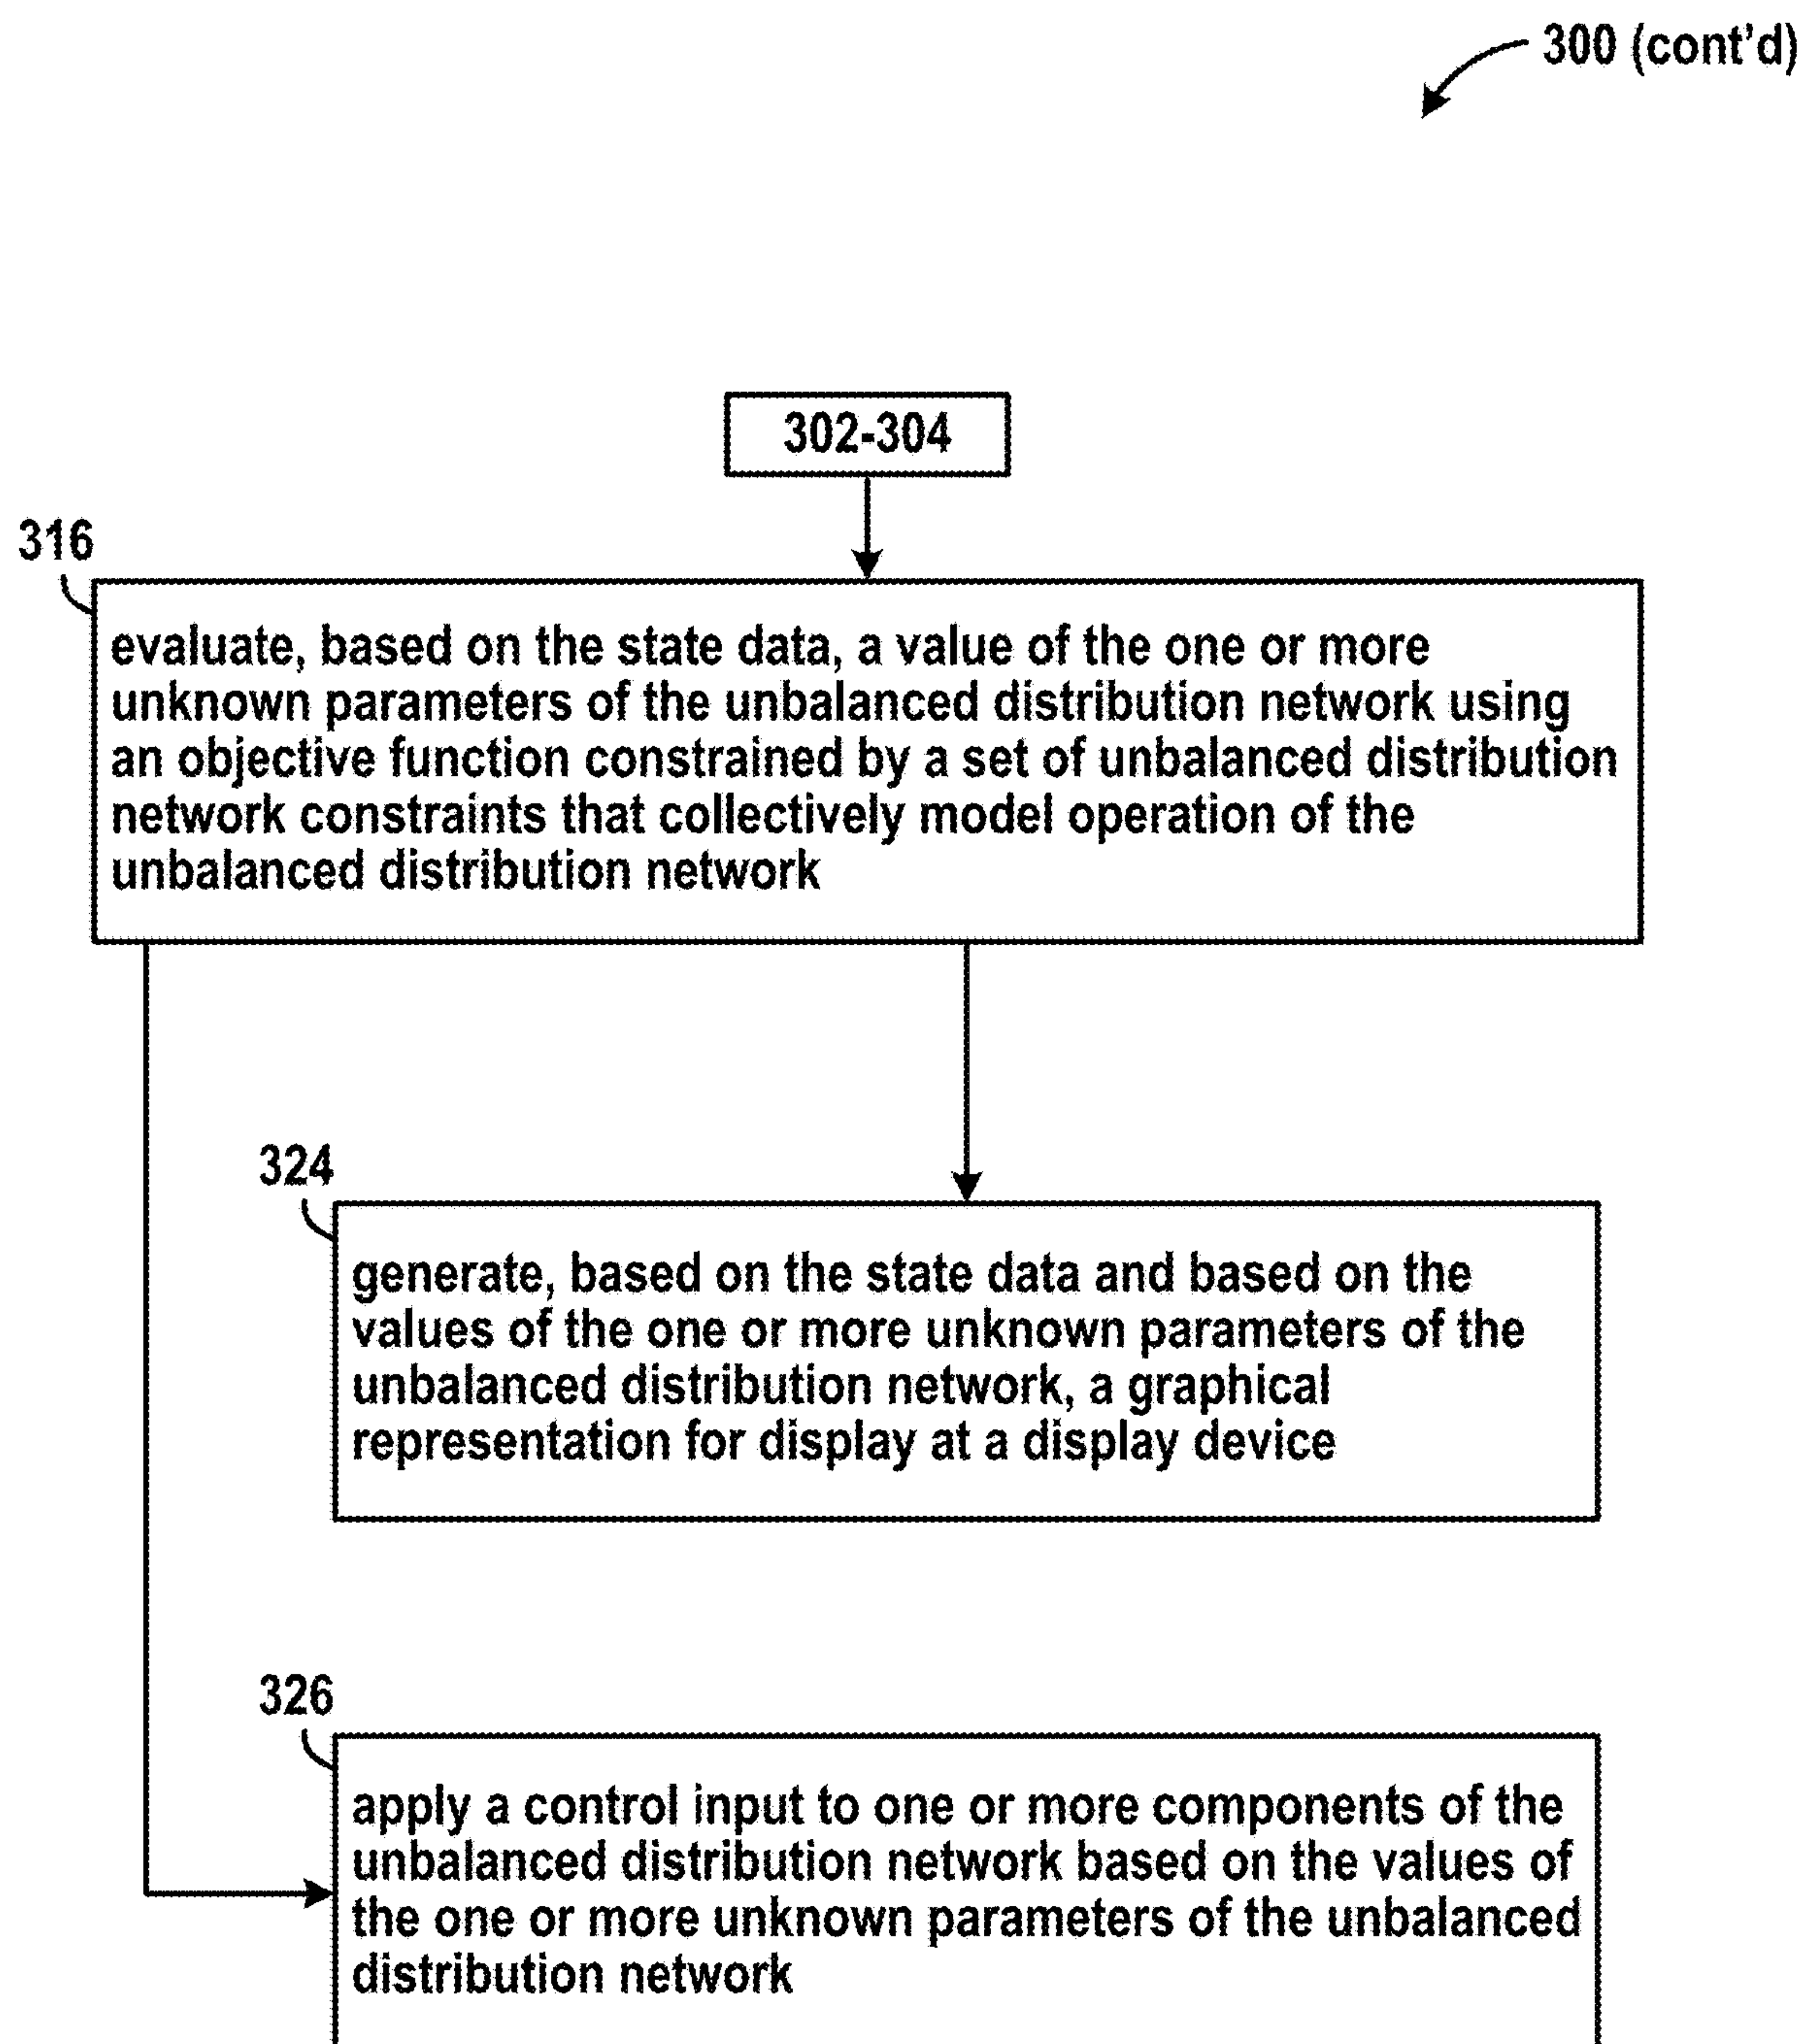 300 (cont’d)
302-304
316
evaluate, based on the state data, a value of the one or more
unknown parameters of the unbalanced distribution network using
an objective function constrained by a set of unbalanced distribution
network constraints that collectively model operation of the
unbalanced distribution network
324
generate, based on the state data and based on the
values of the one or more unknown parameters of the
unbalanced distribution network, a graphical
representation for display at a display device
326
apply a control input to one or more components of the
unbalanced distribution network based on the values of
the one or more unknown parameters of the unbalanced
distribution network